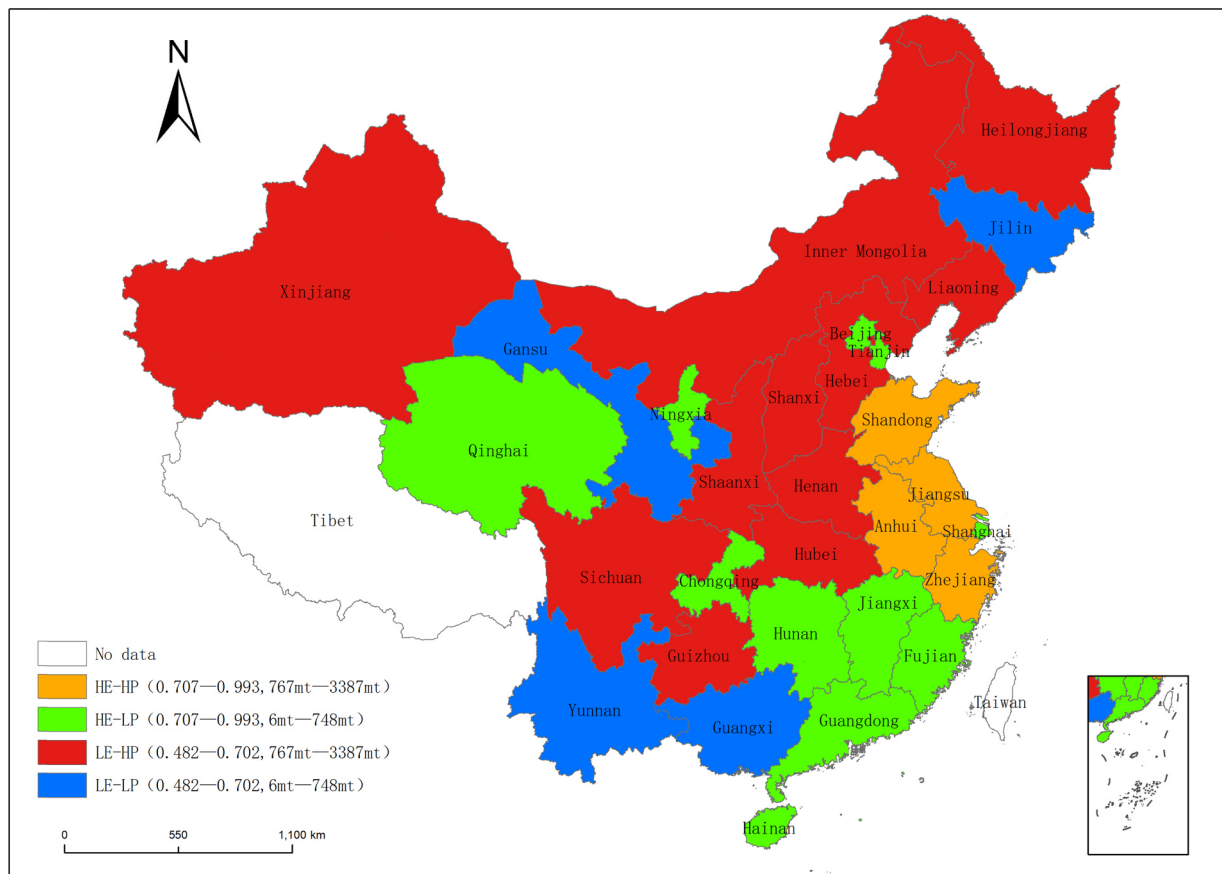 N
Heilongjiang
Jilin
Inner Mongolia
Liaoning
Xinjiang
Beijing
Tianjin
Gansu
Hebei
Shanxi
Ningxia
Shandong
Qinghai
Shaanxi
Henan
Jiangsu
Tibet
Anhui
Shanghai
Hubei
Sichuan
Chongqing
Zhejiang
Jiangxi
Hunan
Guizhou
Fujian
Taiwan
Yunnan
Guangxi
Guangdong
Hainan
No data
HE-HP (0.707—0.993,767mt—3387mt)
HE-LP (0.707—0.993,6mt—748mt)
LE-HP (0.482—0.702,767mt—3387mt)
LE-LP (0.482—0.702,6mt—748mt)
0 550 1,100 km